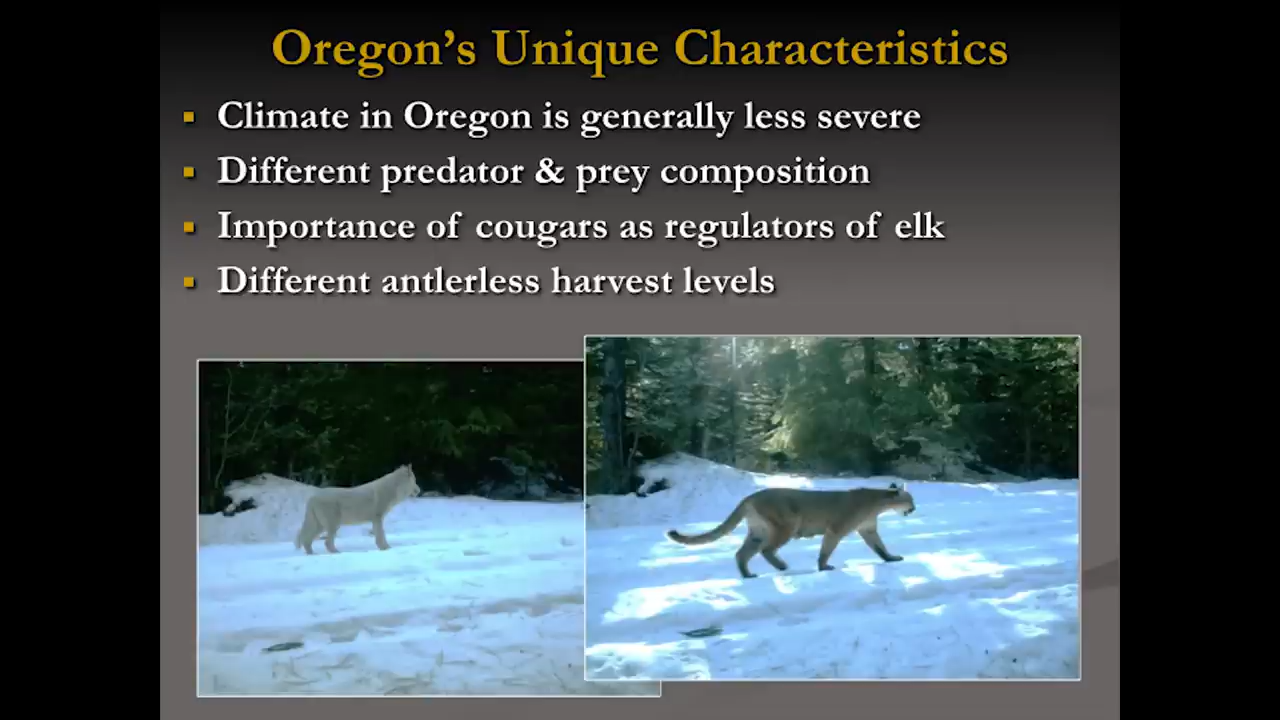 Oregon's Unique Characteristics
Climate in Oregon is generally less severe
Different predator & prey composition
Importance of cougars as regulators of elk
Different antlerless harvest levels